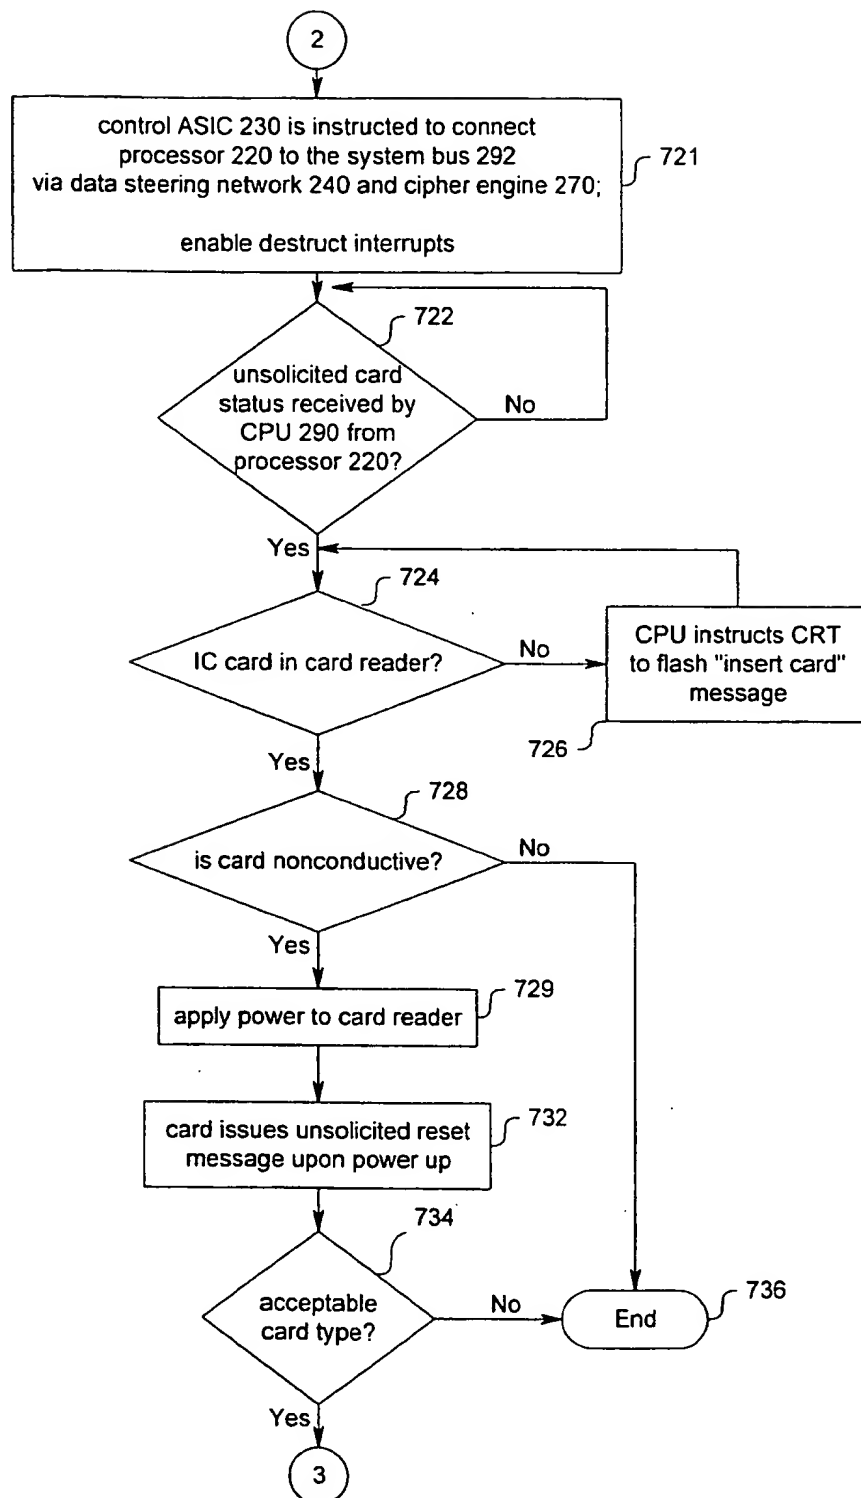 2
control ASIC 230 is instructed to connect
processor 220 to the system bus 292
via data steering network 240 and cipher engine 270;
enable destruct interrupts
721
722
unsolicited card
status received by
CPU 290 from
processor 220?
No
Yes
724
IC card in card reader?
No
CPU instructs CRT
to flash "insert card"
message
726
Yes
728
is card nonconductive?
No
Yes
729
apply power to card reader
732
card issues unsolicited reset
message upon power up
734
acceptable
card type?
No
End
736
Yes
3